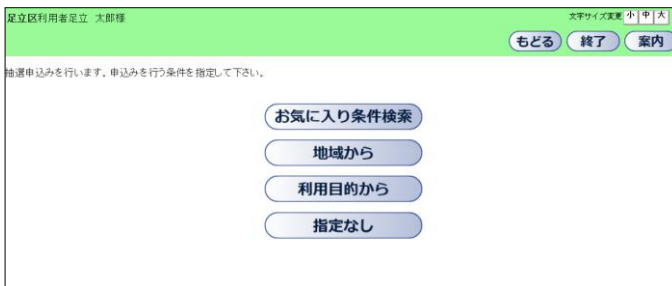 足立区利用者足立 太郎様
文字サイズ変更 小 中 大
もどる 終了 案内
抽選申込みを行います。申込みを行う条件を指定して下さい。
お気に入り条件検索
地域から
利用目的から
指定なし